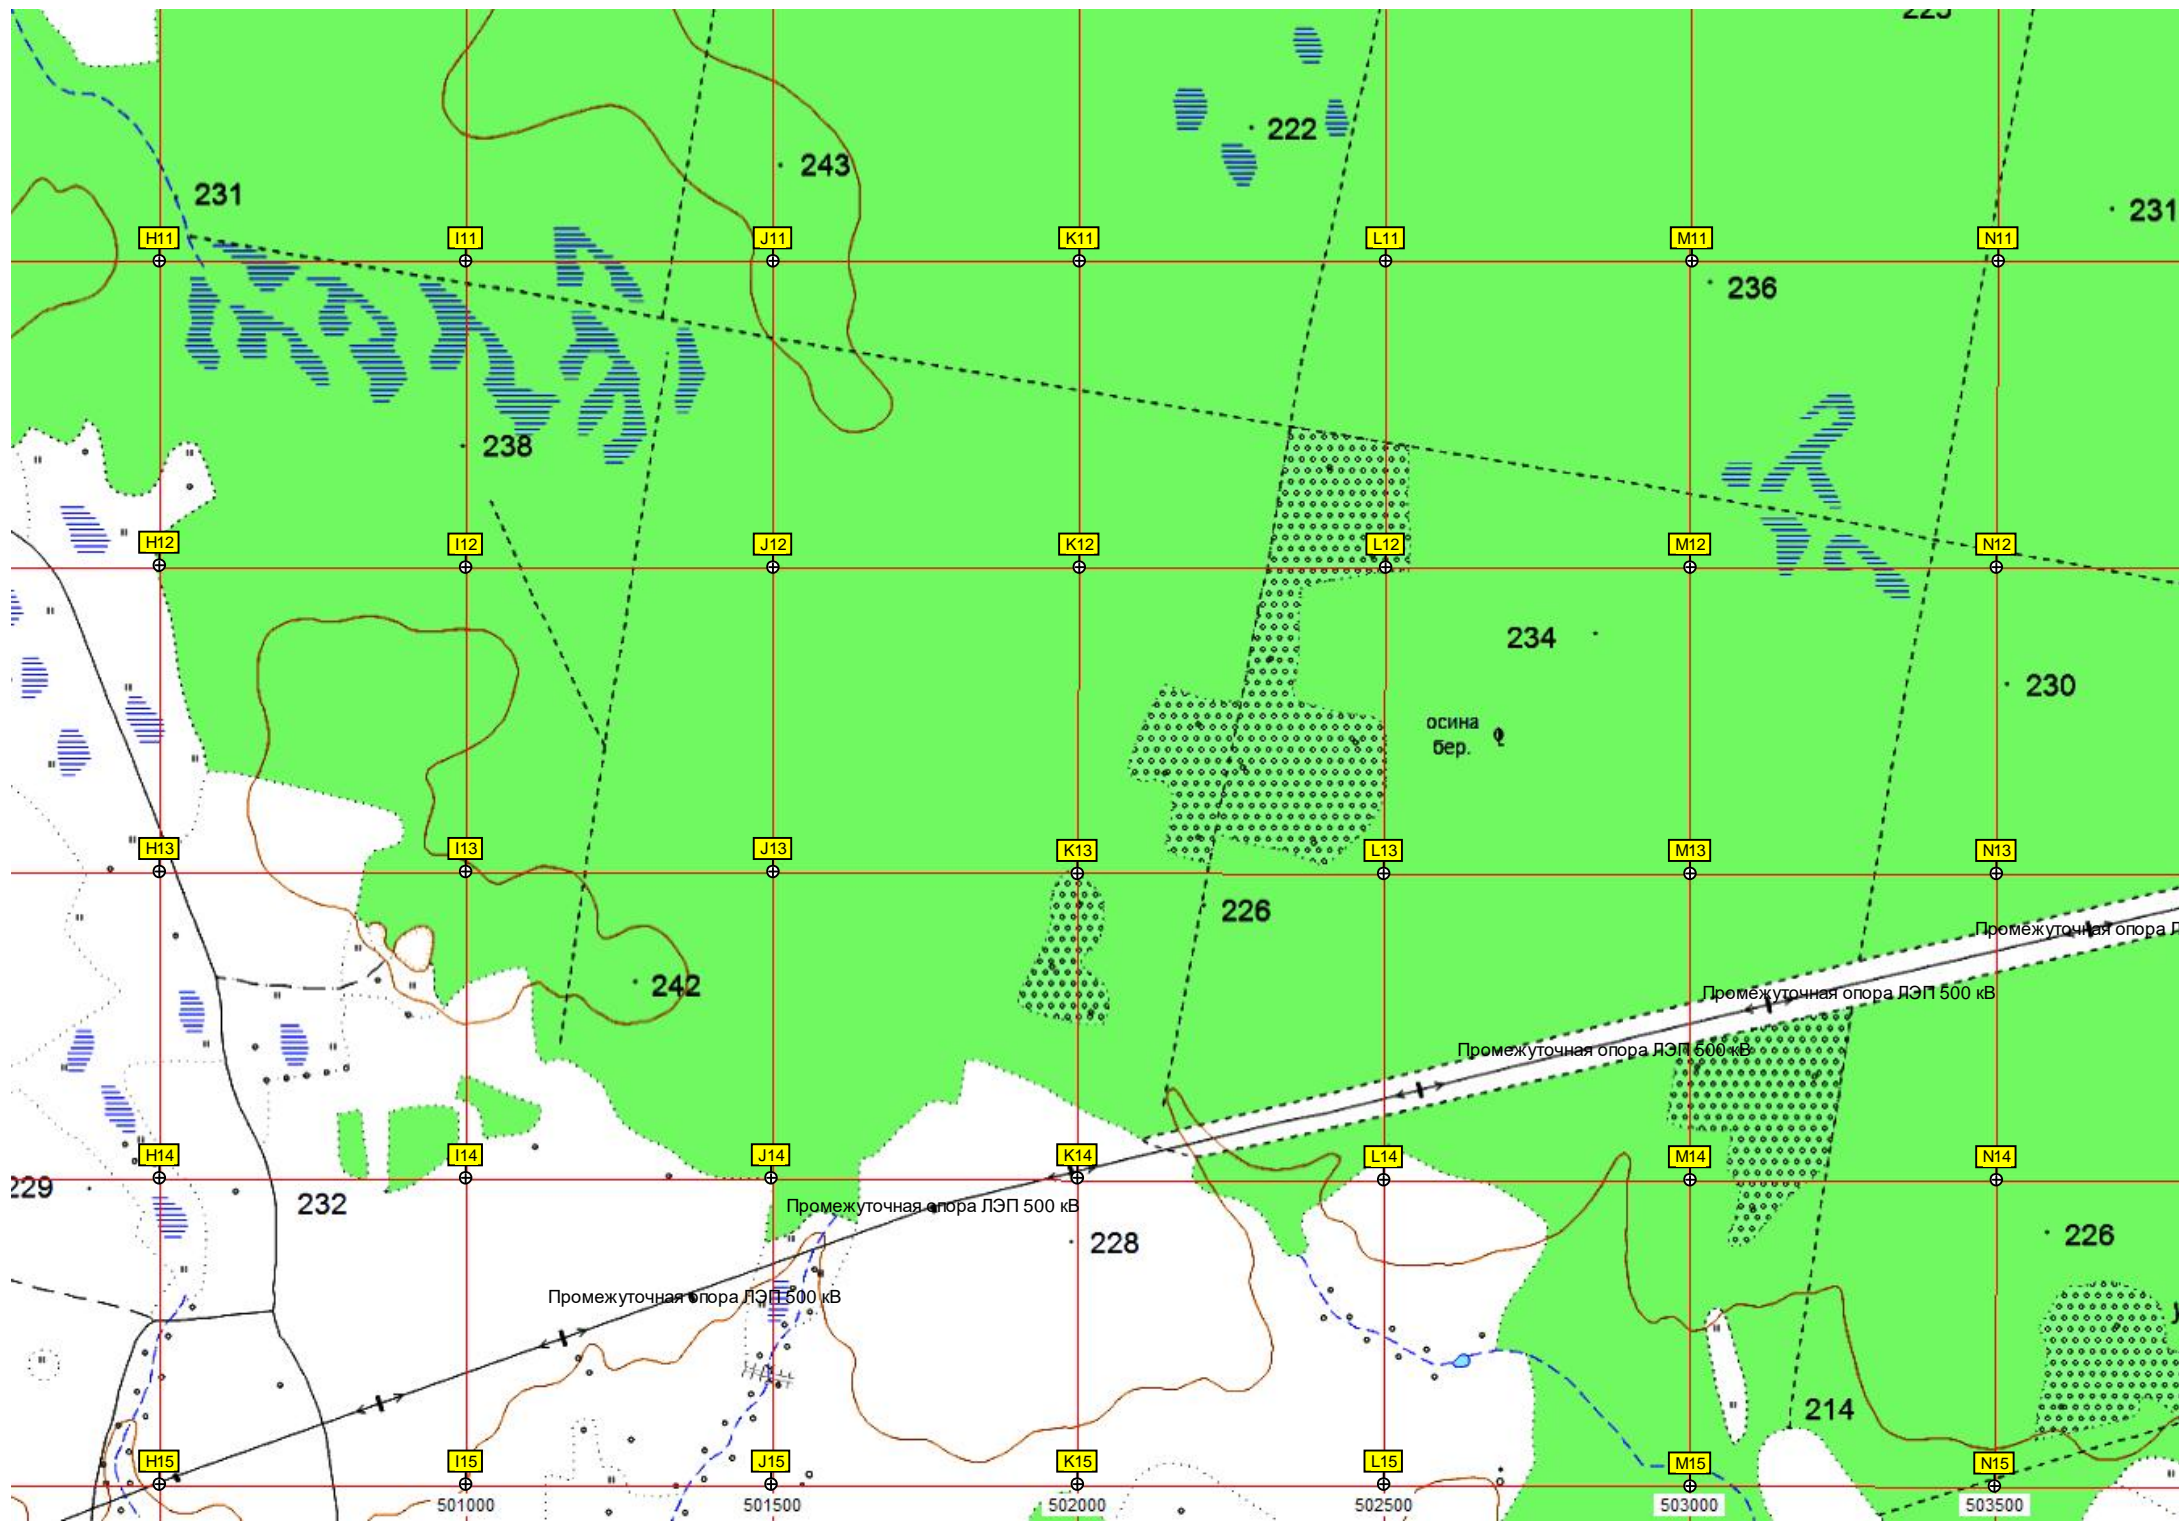 222
243
231
231
H11
I11
J11
K11
L11
M11
N11
236
238
H12
I12
J12
K12
L12
M12
N12
234
230
осина
бер.
H13
I13
J13
K13
L13
M13
N13
226
Промежуточная опора Л
242
Промежуточная опора ЛЭП 500 кВ
Промежуточная опора ЛЭП 500 кВ
H14
I14
J14
K14
L14
M14
N14
229
232
Промежуточная опора ЛЭП 500 кВ
228
226
Промежуточная опора ЛЭП 500 кВ
214
H15
I15
J15
K15
L15
M15
N15
501000
501500
502000
502500
503000
503500